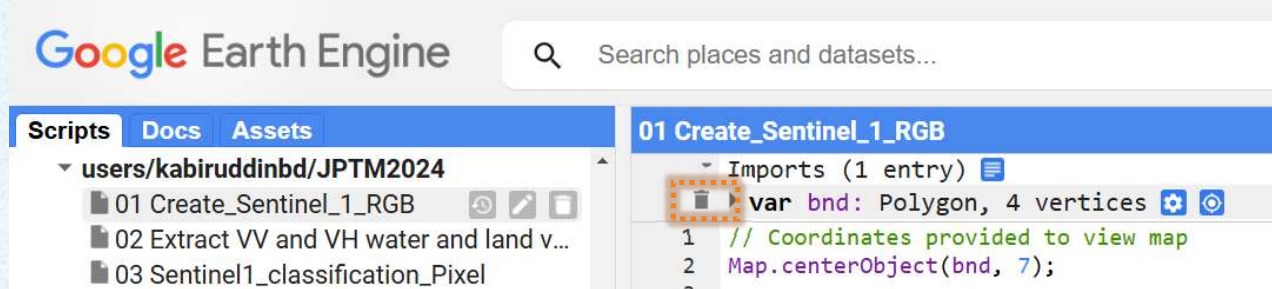 Google Earth Engine
Search places and datasets...
Scripts Docs Assets
users/kabiruddinbd/JPTM2024
01 Create_Sentinel_1_RGB
02 Extract VV and VH water and land v...
03 Sentinel1_classification_Pixel
01 Create_Sentinel_1_RGB
Imports (1 entry)
var bnd: Polygon, 4 vertices
1 // Coordinates provided to view map
2 Map.centerObject(bnd, 7);